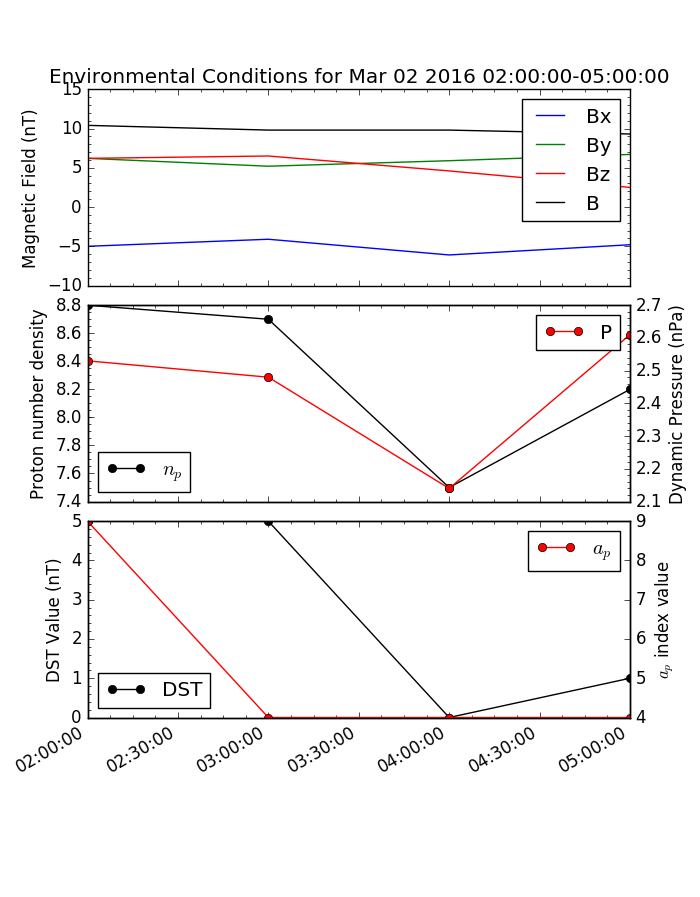 Environmental Conditions for Mar 02 2016 02:00:00-05:00:00
Magnetic Field (nT)
15
10
5
0
−5
−10
Bx
By
Bz
B
Proton number density
8.8
8.6
8.4
8.2
8.0
7.8
7.6
7.4
n_p
P
2.7
2.6
2.5
2.4
2.3
2.2
2.1
Dynamic Pressure (nPa)
DST Value (nT)
5
4
3
2
1
0
DST
a_p
9
8
7
6
5
4
a_p index value
02:00:00
02:30:00
03:00:00
03:30:00
04:00:00
04:30:00
05:00:00